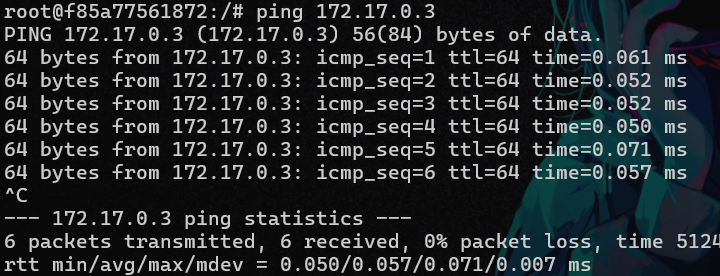 root@f85a77561872:/# ping 172.17.0.3
PING 172.17.0.3 (172.17.0.3) 56(84) bytes of data.
64 bytes from 172.17.0.3: icmp_seq=1 ttl=64 time=0.061 ms
64 bytes from 172.17.0.3: icmp_seq=2 ttl=64 time=0.052 ms
64 bytes from 172.17.0.3: icmp_seq=3 ttl=64 time=0.052 ms
64 bytes from 172.17.0.3: icmp_seq=4 ttl=64 time=0.050 ms
64 bytes from 172.17.0.3: icmp_seq=5 ttl=64 time=0.071 ms
64 bytes from 172.17.0.3: icmp_seq=6 ttl=64 time=0.057 ms
^C
--- 172.17.0.3 ping statistics ---
6 packets transmitted, 6 received, 0% packet loss, time 5124
rtt min/avg/max/mdev = 0.050/0.057/0.071/0.007 ms